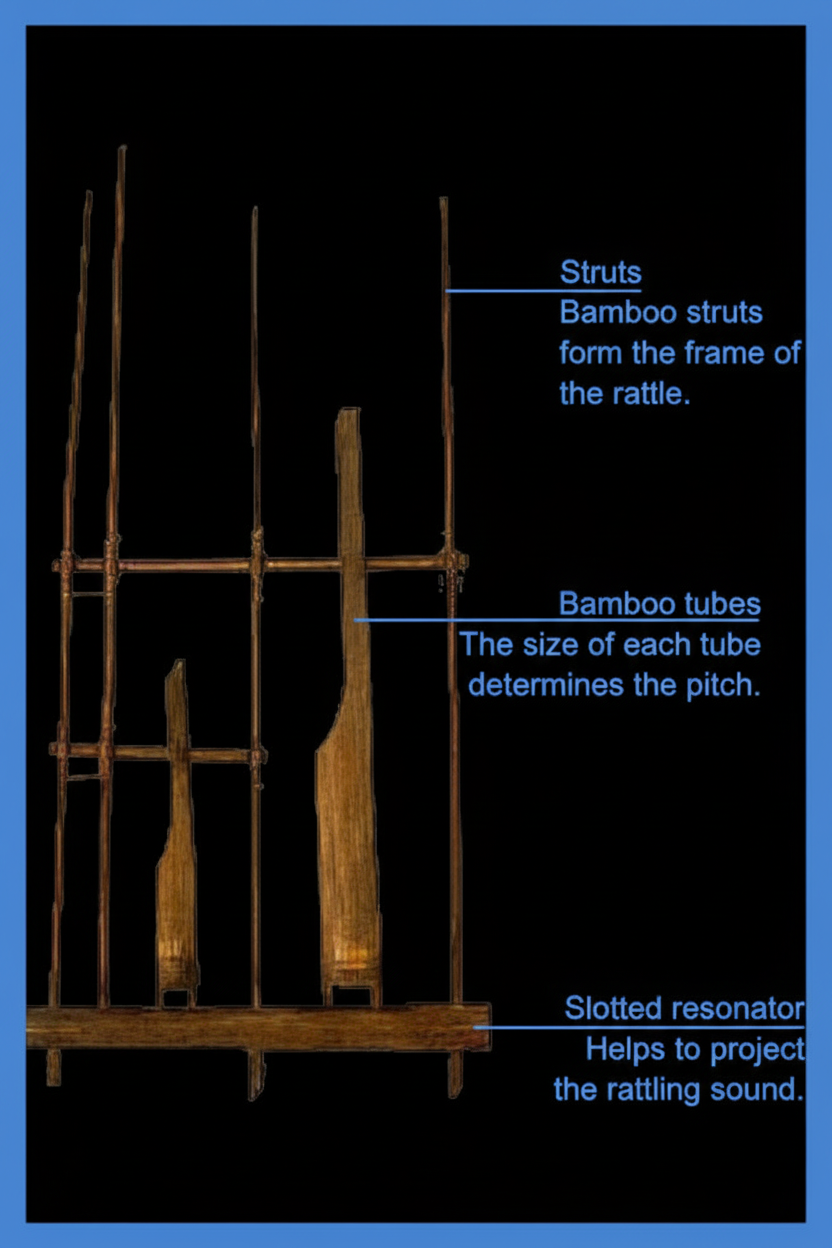 Struts
Bamboo struts
form the frame of
the rattle.
Bamboo tubes
The size of each tube
determines the pitch.
Slotted resonator
Helps to project
the rattling sound.